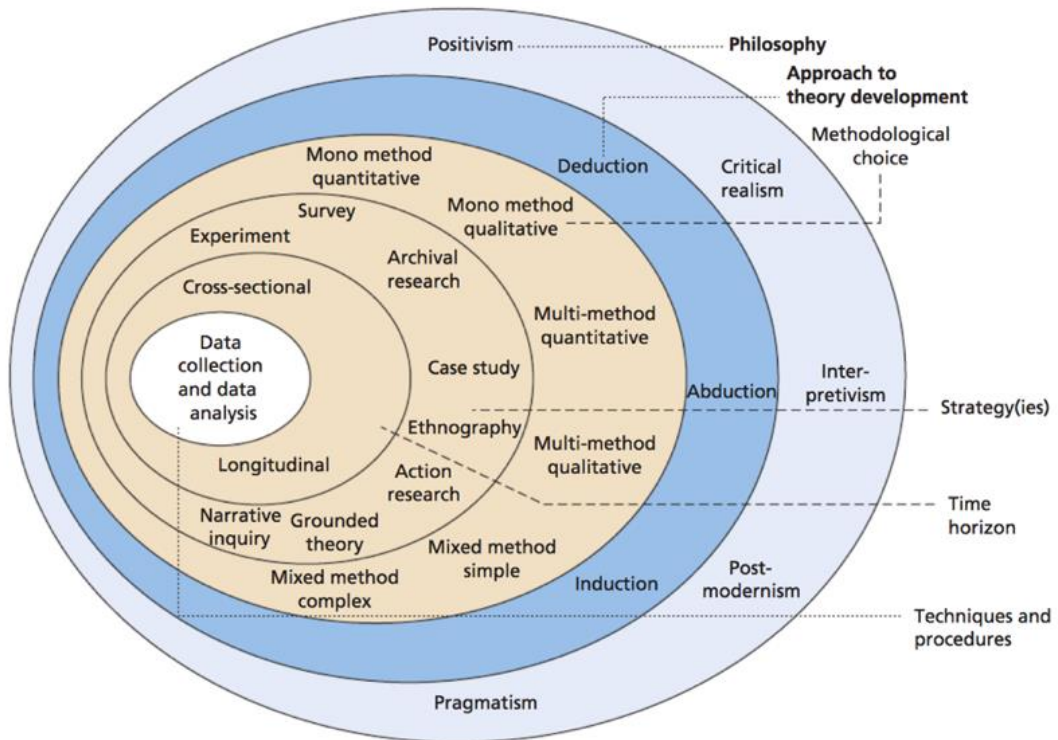 Positivism
Philosophy
Approach to
theory development
Methodological
choice
Mono method
quantitative
Deduction
Critical
realism
Mono method
qualitative
Survey
Experiment
Archival
research
Cross-sectional
Multi-method
quantitative
Data
collection
and data
analysis
Case study
Abduction
Inter-
pretivism
Strategy(ies)
Ethnography
Multi-method
qualitative
Longitudinal
Action
research
Time
horizon
Narrative
inquiry
Grounded
theory
Mixed method
simple
Mixed method
complex
Induction
Post-
modernism
Techniques and
procedures
Pragmatism